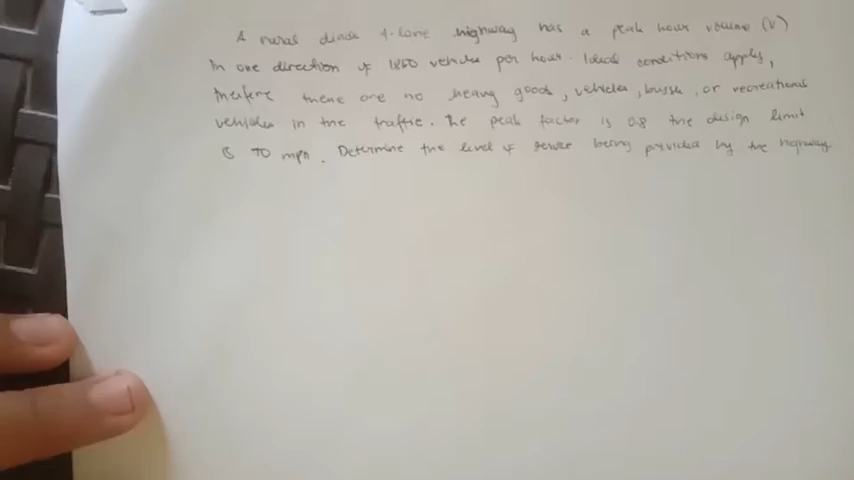 A rural divide 4-lane highway has a peak hour volume (V)
in one direction of 1850 vehicles per hour. Ideal conditions apply,
therefore there are no heavy goods, vehicles, busses, or recreational
vehicles in the traffic. The peak factor is 0.8 the design limit
is 70 mph. Determine the level of service being provided by the highway